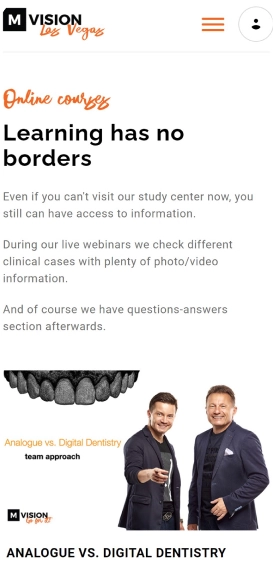 M VISION
Las Vegas
Online courses
Learning has no
borders
Even if you can't visit our study center now, you
still can have access to information.
During our live webinars we check different
clinical cases with plenty of photo/video
information.
And of course we have questions-answers
section afterwards.
Analogue vs. Digital Dentistry
team approach
M VISION
ANALOGUE VS. DIGITAL DENTISTRY